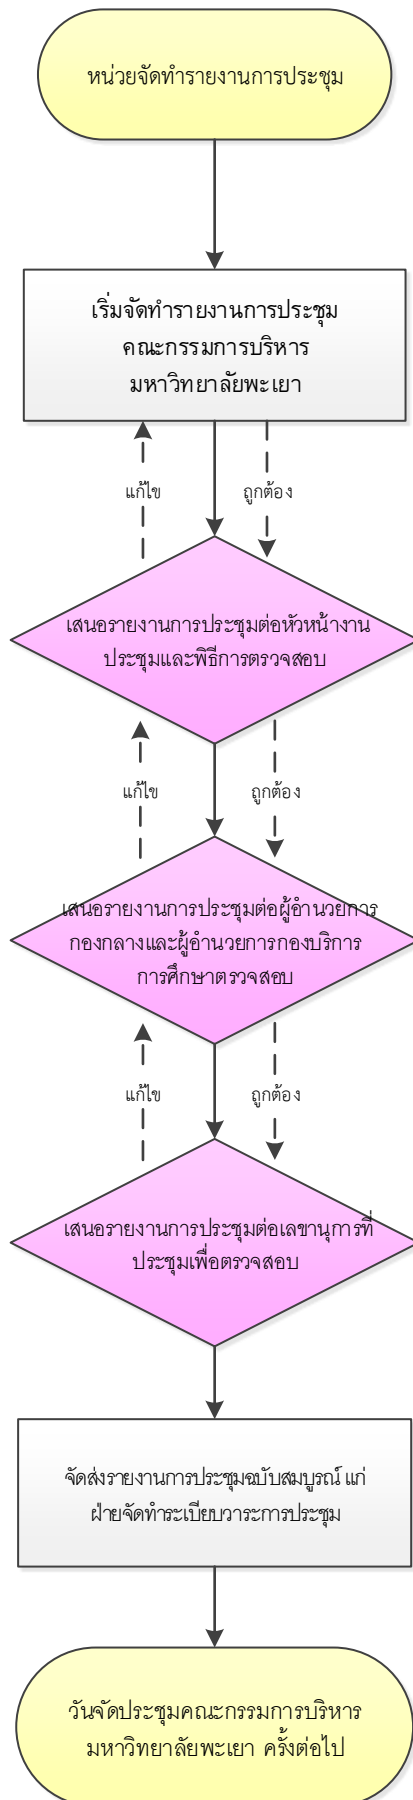 หน่วยจัดทำรายงานการประชุม
เริ่มจัดทำรายงานการประชุม
คณะกรรมการบริหาร
มหาวิทยาลัยพะเยา
แก้ไข
ถูกต้อง
เสนอรายงานการประชุมต่อหัวหน้างาน
ประชุมและพิธีการตรวจสอบ
แก้ไข
ถูกต้อง
เสนอรายงานการประชุมต่อผู้อำนวยการ
กองกลางและผู้อำนวยการกองบริการ
การศึกษาตรวจสอบ
แก้ไข
ถูกต้อง
เสนอรายงานการประชุมต่อเลขานุการที่
ประชุมเพื่อตรวจสอบ
จัดส่งรายงานการประชุมฉบับสมบูรณ์ แก่
ฝ่ายจัดทำระเบียบวาระการประชุม
วันจัดประชุมคณะกรรมการบริหาร
มหาวิทยาลัยพะเยา ครั้งต่อไป